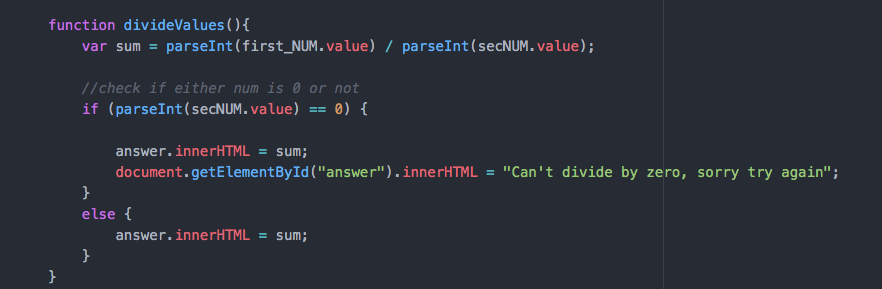 function divideValues(){
var sum = parseInt(first_NUM.value) / parseInt(secNUM.value);
//check if either num is 0 or not
if (parseInt(secNUM.value) == 0) {
answer.innerHTML = sum;
document.getElementById("answer").innerHTML = "Can't divide by zero, sorry try again";
}
else {
answer.innerHTML = sum;
}
}